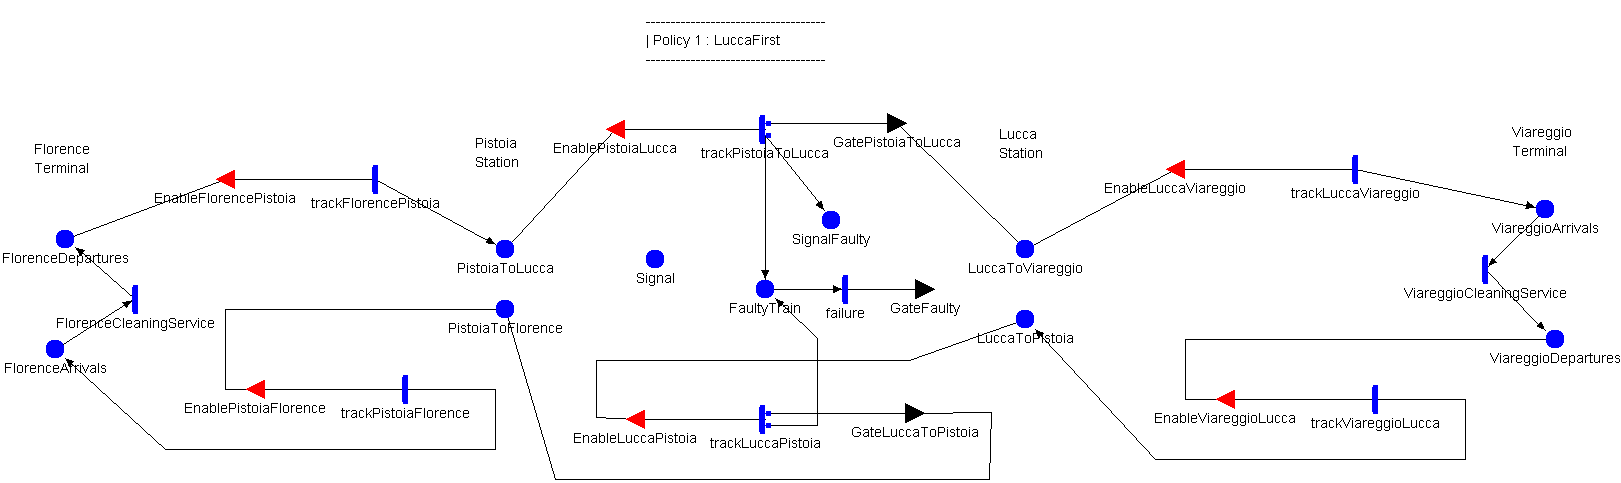 ------------------------------------
| Policy 1 : LuccaFirst
------------------------------------
Florence
Terminal
Pistoia
Station
Lucca
Station
Viareggio
Terminal
EnablePistoiaLucca
trackPistoiaToLucca
GatePistoiaToLucca
EnableFlorencePistoia
trackFlorencePistoia
EnableLuccaViareggio
trackLuccaViareggio
SignalFaulty
ViareggioArrivals
FlorenceDepartures
PistoiaToLucca
Signal
LuccaToViareggio
ViareggioCleaningService
FlorenceCleaningService
PistoiaToFlorence
FaultyTrain
failure
GateFaulty
LuccaToPistoia
FlorenceArrivals
ViareggioDepartures
EnablePistoiaFlorence
trackPistoiaFlorence
EnableLuccaPistoia
trackLuccaPistoia
GateLuccaToPistoia
EnableViareggioLucca
trackViareggioLucca